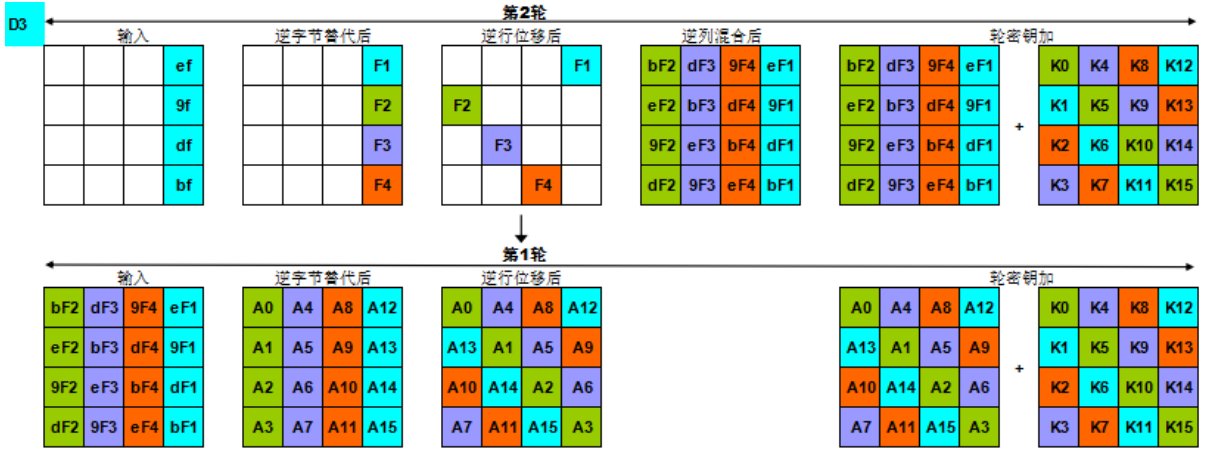 D3
第2轮
输入 逆字节替代后 逆行位移后 逆列混合后 轮密钥加
ef F1 F1 bF2 dF3 9F4 eF1 bF2 dF3 9F4 eF1 K0 K4 K8 K12
9f F2 F2 eF2 bF3 dF4 9F1 eF2 bF3 dF4 9F1 K1 K5 K9 K13
+
df F3 F3 9F2 eF3 bF4 dF1 9F2 eF3 bF4 dF1 K2 K6 K10 K14
bf F4 F4 dF2 9F3 eF4 bF1 dF2 9F3 eF4 bF1 K3 K7 K11 K15
第1轮
输入 逆字节替代后 逆行位移后 轮密钥加
bF2 dF3 9F4 eF1 A0 A4 A8 A12 A0 A4 A8 A12 A0 A4 A8 A12 K0 K4 K8 K12
eF2 bF3 dF4 9F1 A1 A5 A9 A13 A13 A1 A5 A9 A13 A1 A5 A9 K1 K5 K9 K13
+
9F2 eF3 bF4 dF1 A2 A6 A10 A14 A10 A14 A2 A6 A10 A14 A2 A6 K2 K6 K10 K14
dF2 9F3 eF4 bF1 A3 A7 A11 A15 A7 A11 A15 A3 A7 A11 A15 A3 K3 K7 K11 K15